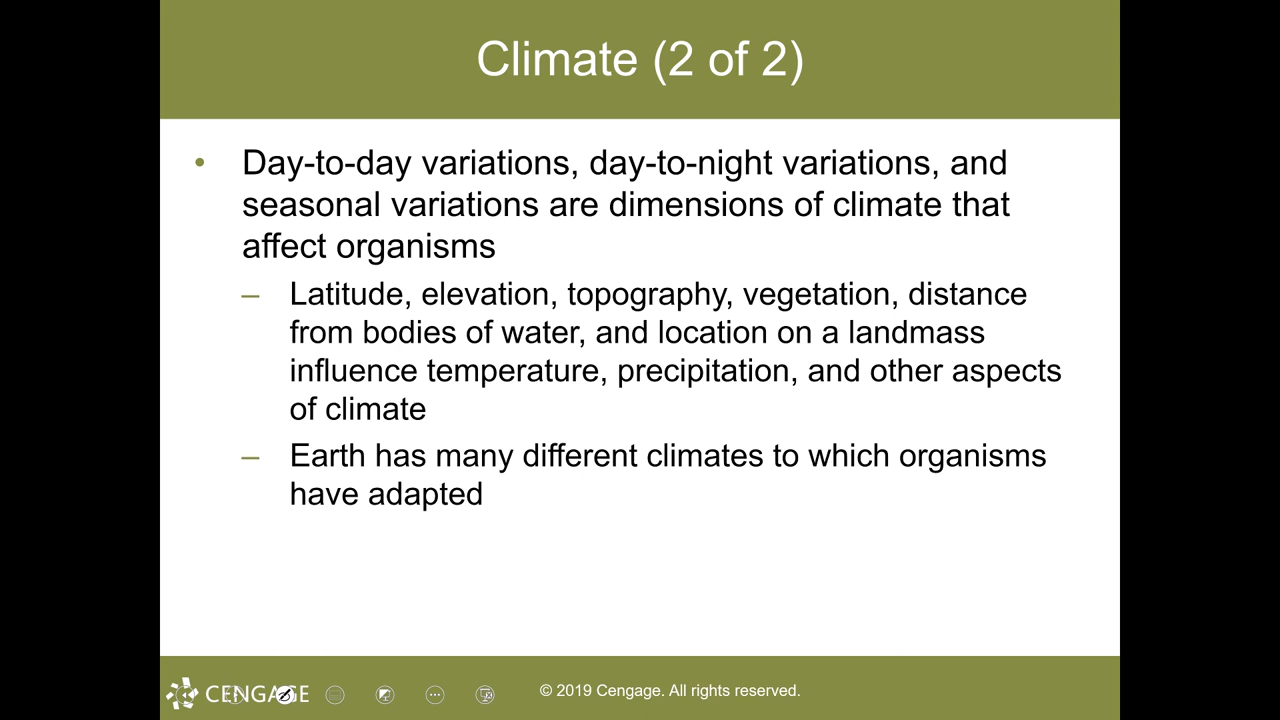 Climate (2 of 2)
• Day-to-day variations, day-to-night variations, and
seasonal variations are dimensions of climate that
affect organisms
– Latitude, elevation, topography, vegetation, distance
from bodies of water, and location on a landmass
influence temperature, precipitation, and other aspects
of climate
– Earth has many different climates to which organisms
have adapted
CENGAGE
© 2019 Cengage. All rights reserved.